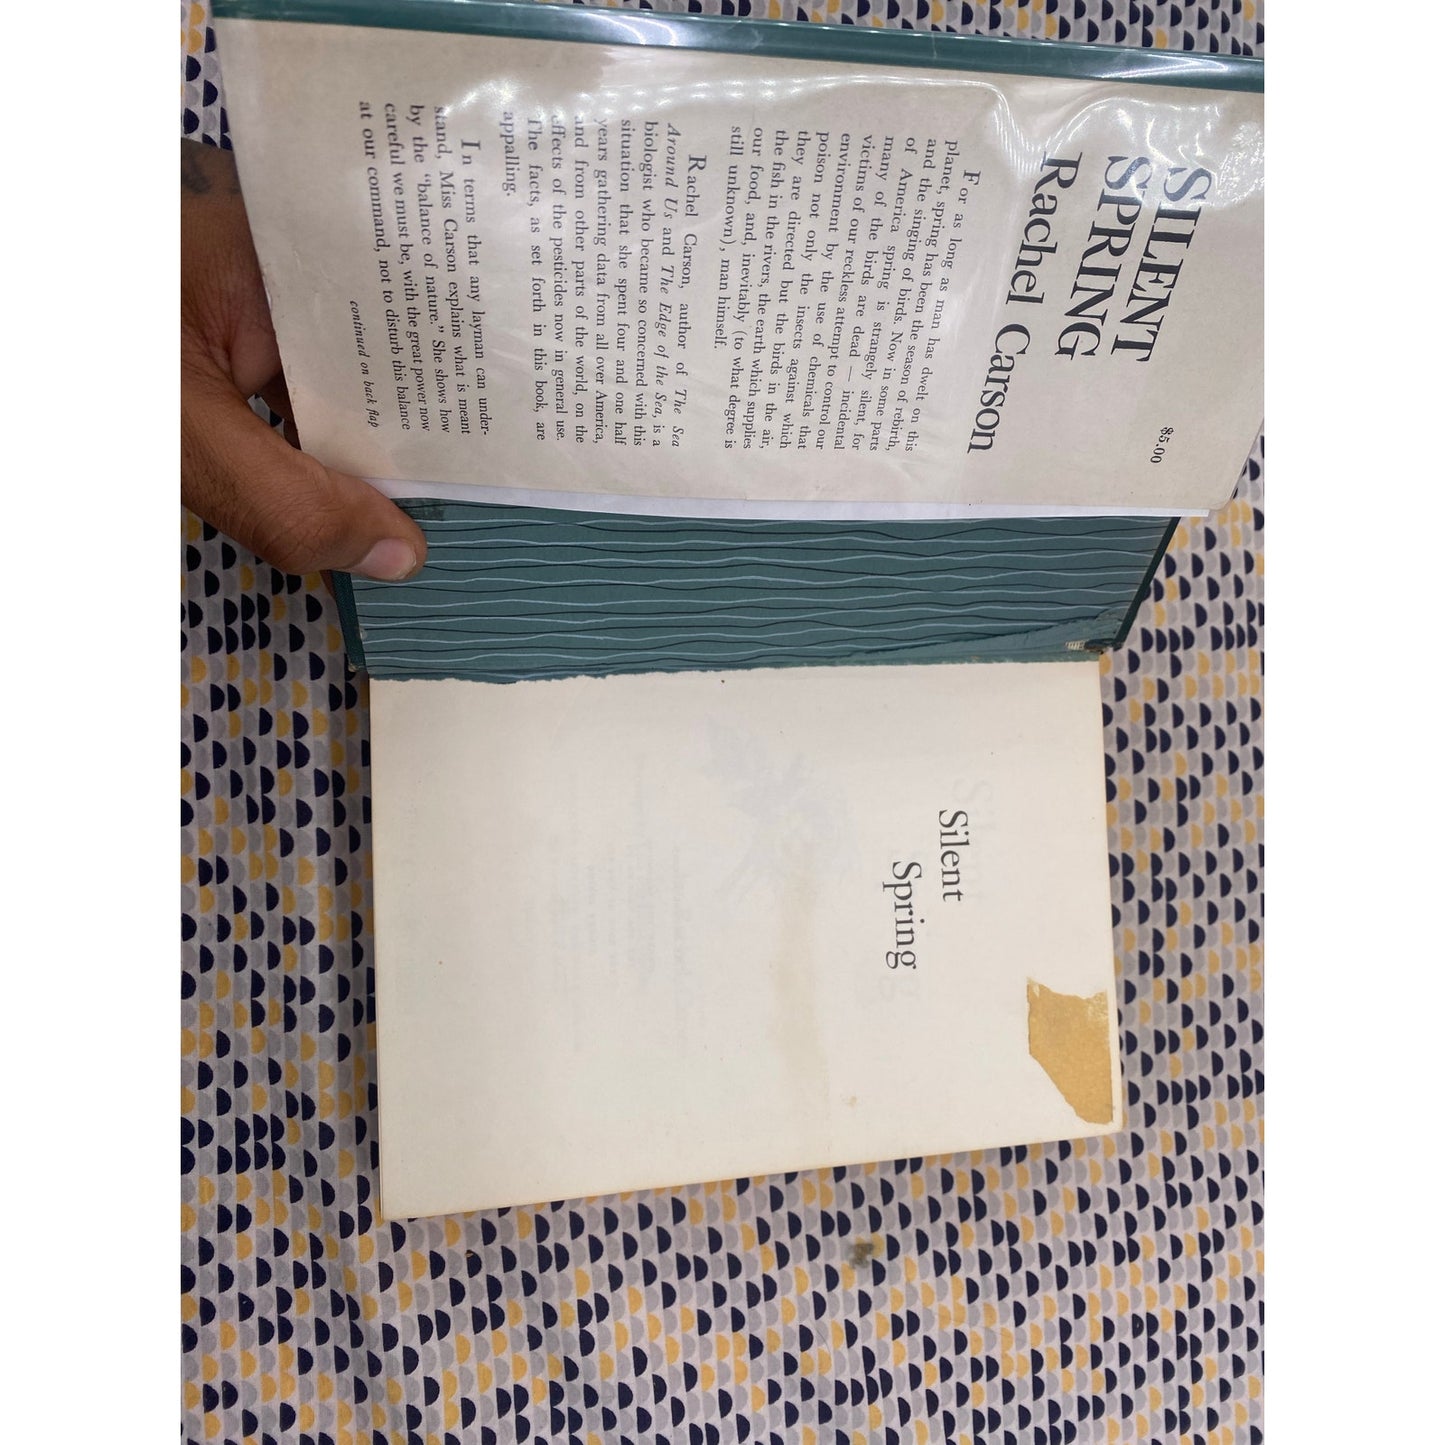 $5.00
SILENT
SPRING
Rachel Carson
For as long as man has dwelt on this
planet, spring has been the season of rebirth,
and the singing of birds. Now in some parts
of America spring is strangely silent, for
many of the birds are dead — incidental
victims of our reckless attempt to control our
environment by the use of chemicals that
poison not only the insects against which
they are directed but the birds in the air,
the fish in the rivers, the earth which supplies
our food, and, inevitably (to what degree is
still unknown), man himself.
Rachel Carson, author of The Sea
Around Us and The Edge of the Sea, is a
biologist who became so concerned with this
situation that she spent four and one half
years gathering data from all over America,
and from other parts of the world, on the
effects of the pesticides now in general use.
The facts, as set forth in this book, are
appalling.
In terms that any layman can under-
stand, Miss Carson explains what is meant
by the "balance of nature." She shows how
careful we must be, with the great power now
at our command, not to disturb this balance
continued on back flap
Silent
Spring